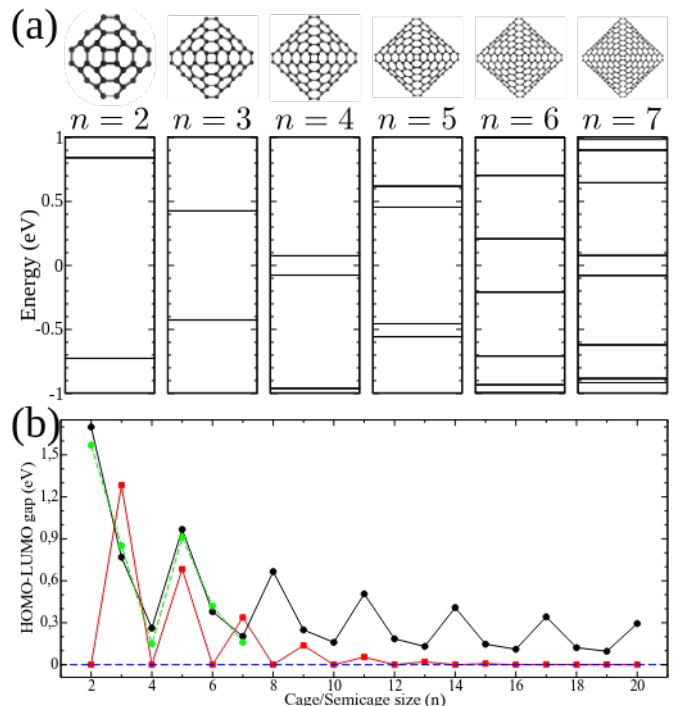 (a)
n = 2 n = 3 n = 4 n = 5 n = 6 n = 7
1
0.5
0
-0.5
-1
Energy (eV)
(b)
1,5
1,2
0,9
0,6
0,3
0
HOMO-LUMO gap (eV)
2 4 6 8 10 12 14 16 18 20
Cage/Semicage size (n)